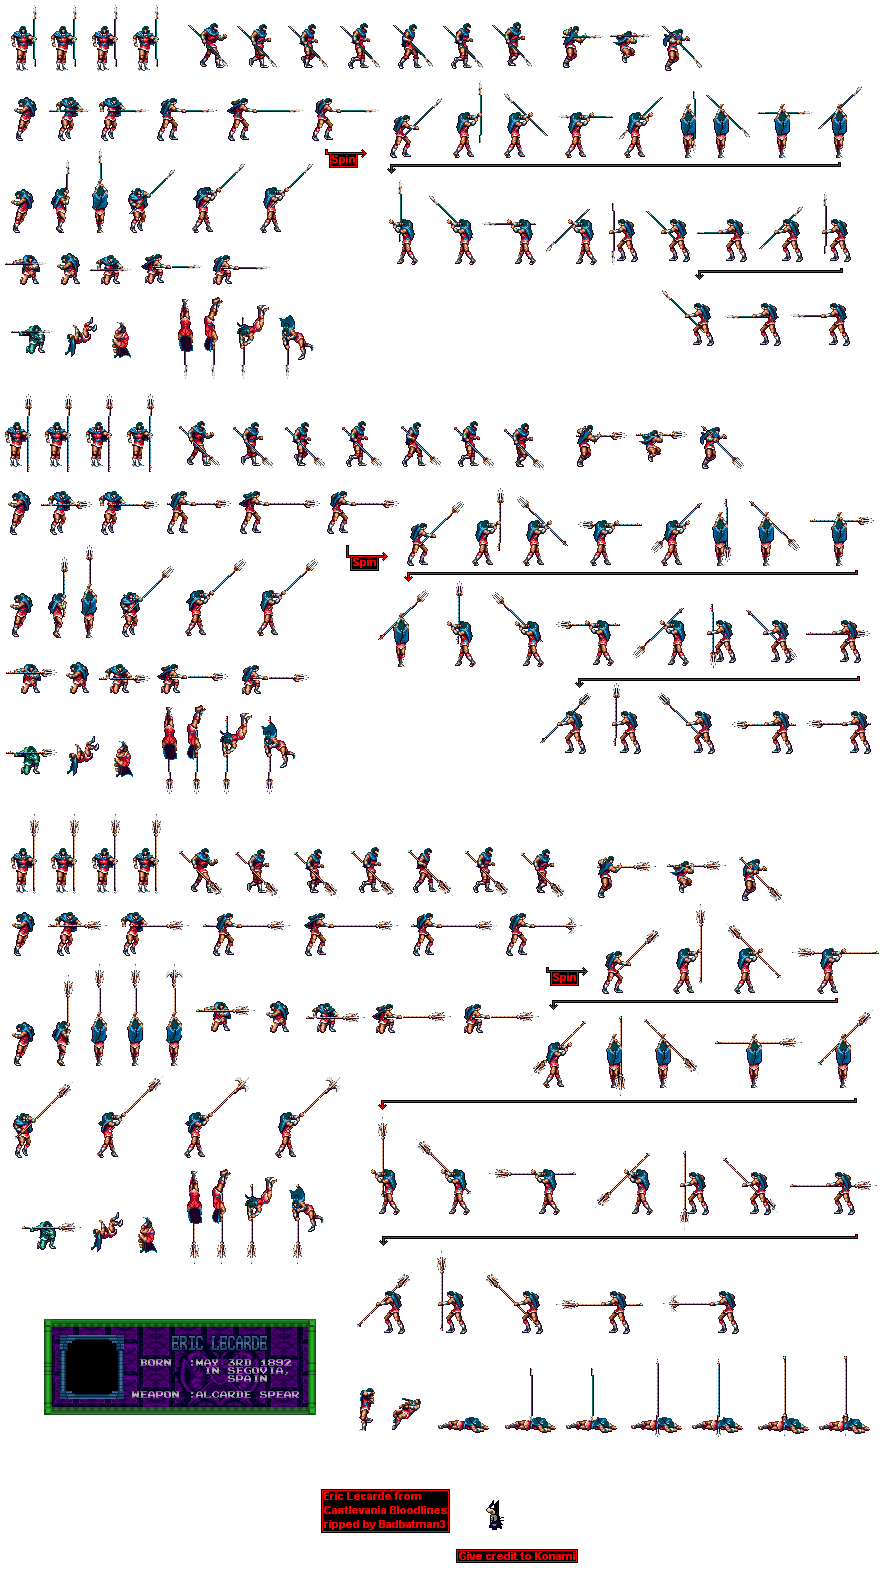 Spin
Spin
Spin
ERIC LECARDE
BORN :MAY 3RD 1892
IN SEGOVIA,
SPAIN
WEAPON :ALCARDE SPEAR
Eric Lecarde from
Castlevania Bloodlines
ripped by Badbatman3
Give credit to Konami